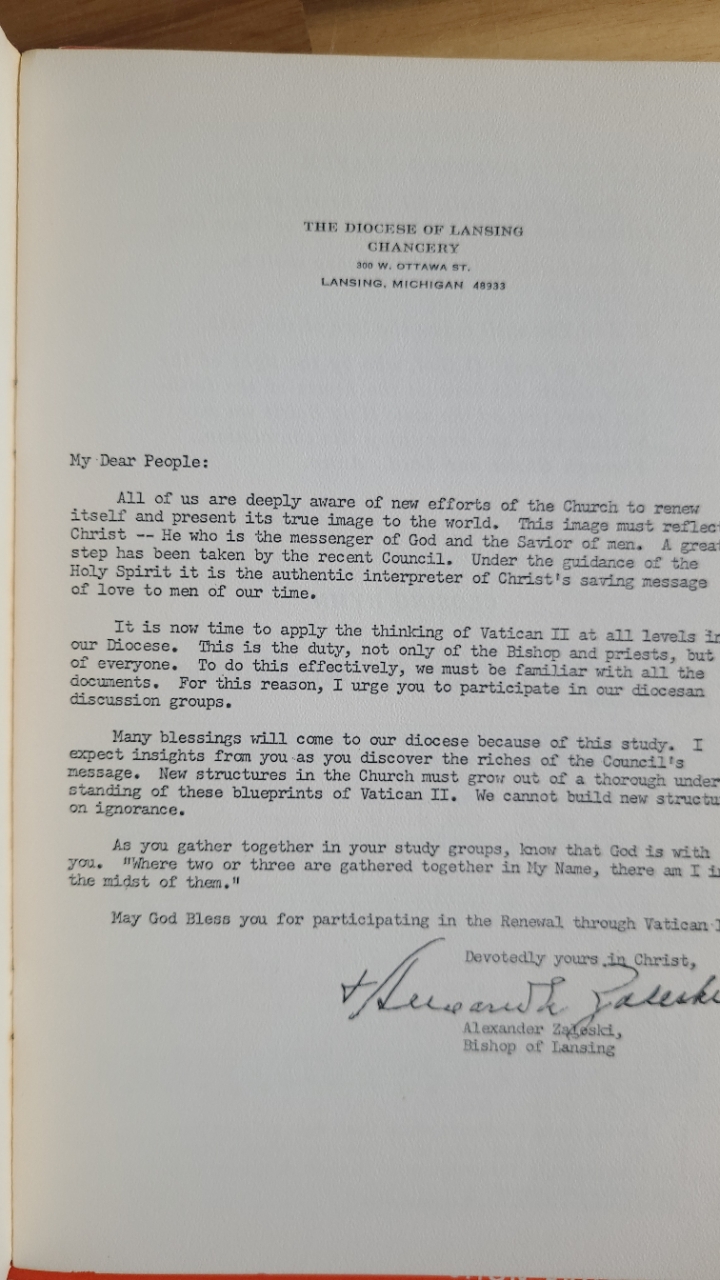 THE DIOCESE OF LANSING
CHANCERY
300 W. OTTAWA ST.
LANSING, MICHIGAN 48933
My Dear People:
All of us are deeply aware of new efforts of the Church to renew
itself and present its true image to the world. This image must reflec
Christ -- He who is the messenger of God and the Savior of men. A grea
step has been taken by the recent Council. Under the guidance of the
Holy Spirit it is the authentic interpreter of Christ's saving message
of love to men of our time.
It is now time to apply the thinking of Vatican II at all levels in
our Diocese. This is the duty, not only of the Bishop and priests, but
of everyone. To do this effectively, we must be familiar with all the
documents. For this reason, I urge you to participate in our diocesan
discussion groups.
Many blessings will come to our diocese because of this study. I
expect insights from you as you discover the riches of the Council's
message. New structures in the Church must grow out of a thorough under
standing of these blueprints of Vatican II. We cannot build new structu
on ignorance.
As you gather together in your study groups, know that God is with
you. "Where two or three are gathered together in My Name, there am I i
the midst of them."
May God Bless you for participating in the Renewal through Vatican I
Devotedly yours in Christ,
+ Alexander Zaleski
Alexander Zaleski,
Bishop of Lansing